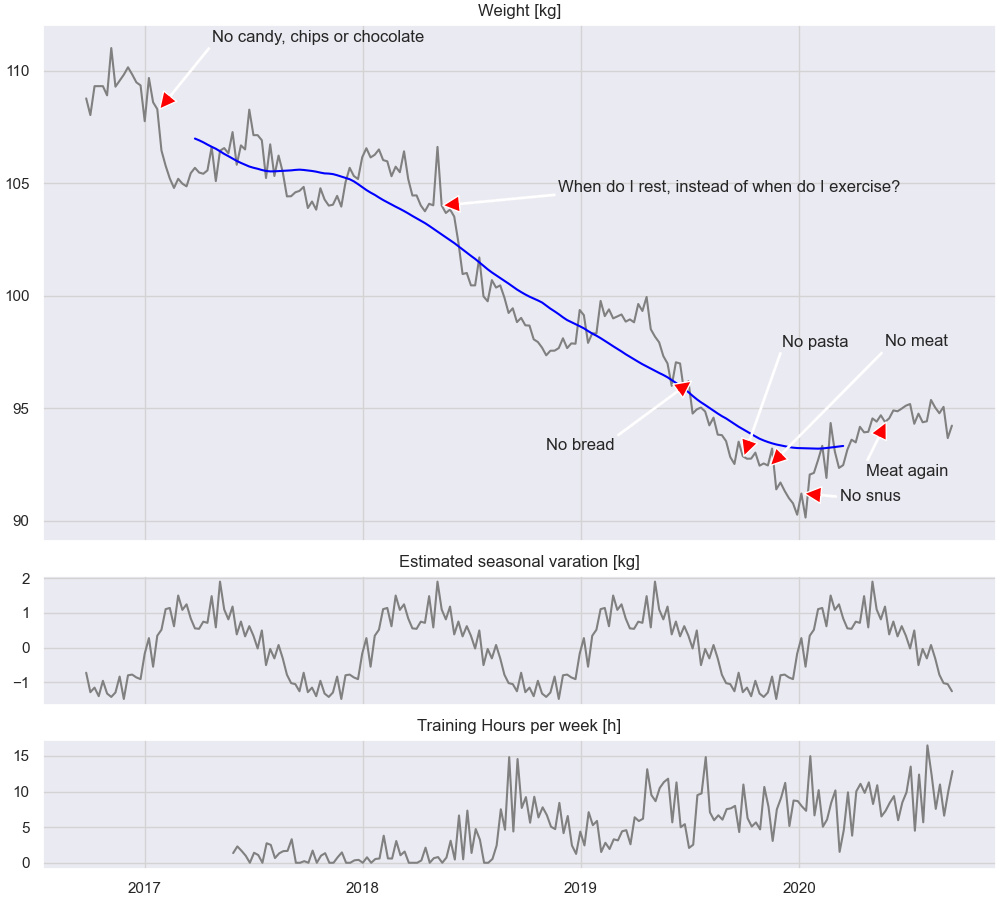 Weight [kg]
No candy, chips or chocolate
110
When do I rest, instead of when do I exercise?
105
100
No pasta
No meat
95
No bread
Meat again
No snus
90
Estimated seasonal varation [kg]
2
1
0
−1
Training Hours per week [h]
15
10
5
0
2017 2018 2019 2020